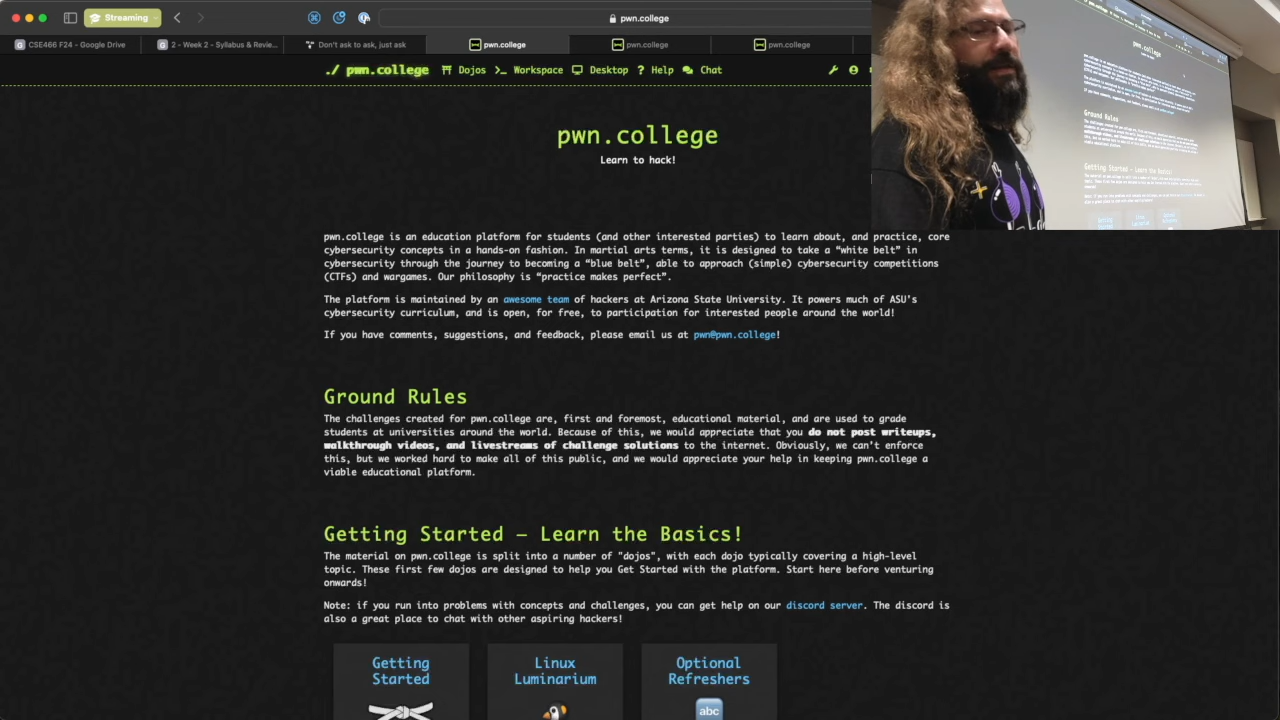 Streaming
pwn.college
CSE466 F24 - Google Drive
2 - Week 2 - Syllabus & Revie...
Don't ask to ask, just ask
pwn.college
pwn.college
pwn.college
./ pwn.college
Dojos
>_ Workspace
Desktop
? Help
Chat
pwn.college
Learn to hack!
pwn.college is an education platform for students (and other interested parties) to learn about, and practice, core
cybersecurity concepts in a hands-on fashion. In martial arts terms, it is designed to take a “white belt” in
cybersecurity through the journey to becoming a “blue belt”, able to approach (simple) cybersecurity competitions
(CTFs) and wargames. Our philosophy is “practice makes perfect”.
The platform is maintained by an awesome team of hackers at Arizona State University. It powers much of ASU’s
cybersecurity curriculum, and is open, for free, to participation for interested people around the world!
If you have comments, suggestions, and feedback, please email us at pwn@pwn.college!
Ground Rules
The challenges created for pwn.college are, first and foremost, educational material, and are used to grade
students at universities around the world. Because of this, we would appreciate that you do not post writeups,
walkthrough videos, and livestreams of challenge solutions to the internet. Obviously, we can’t enforce
this, but we worked hard to make all of this public, and we would appreciate your help in keeping pwn.college a
viable educational platform.
Getting Started — Learn the Basics!
The material on pwn.college is split into a number of "dojos", with each dojo typically covering a high-level
topic. These first few dojos are designed to help you Get Started with the platform. Start here before venturing
onwards!
Note: if you run into problems with concepts and challenges, you can get help on our discord server. The discord is
also a great place to chat with other aspiring hackers!
Getting
Started
Linux
Luminarium
Optional
Refreshers
abc
pwn.college
Ground Rules
Getting Started — Learn the Basics!